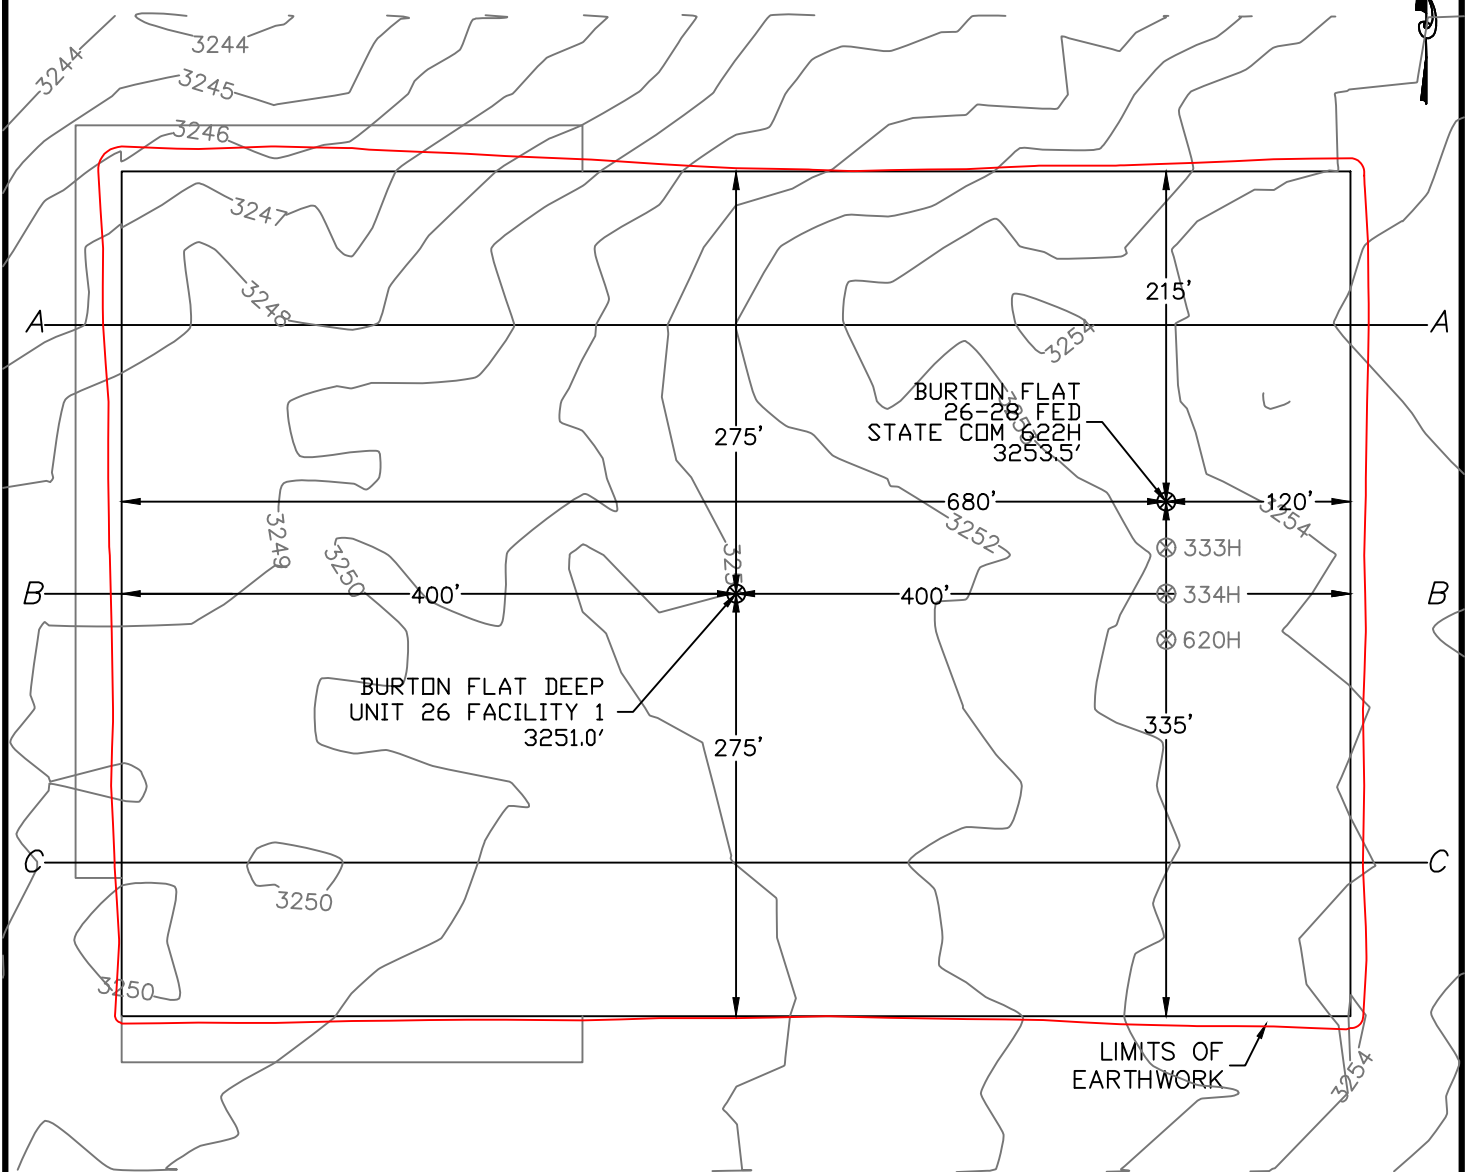 3244
3244
3245
3246
3247
3248
215'
A
A
3254
BURTON FLAT
26-28 FED
STATE COM 622H
3253.5'
275'
680'
120'
3254
3249
3250
3252
333H
B
400'
400'
334H
B
620H
BURTON FLAT DEEP
UNIT 26 FACILITY 1
3251.0'
275'
335'
C
C
3250
3250
LIMITS OF
EARTHWORK
3254